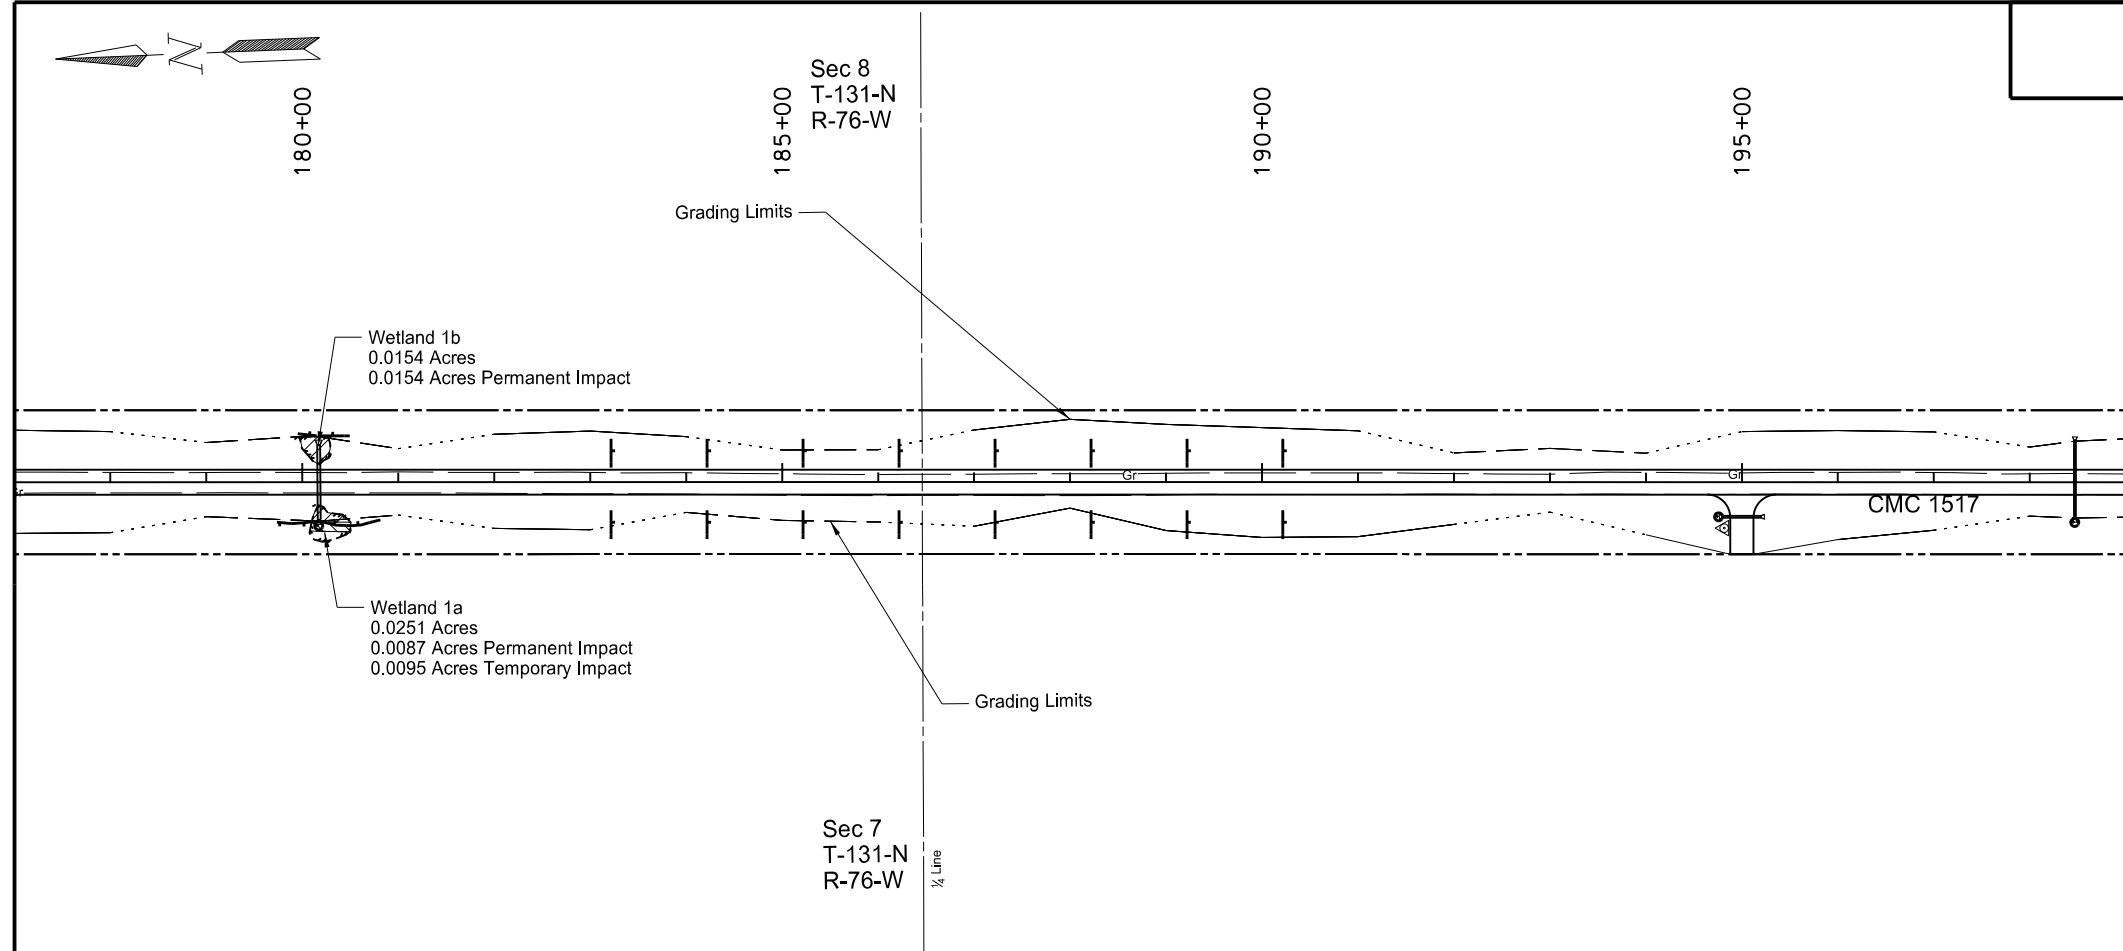 N
180+00
185+00
190+00
195+00
Sec 8
T-131-N
R-76-W
Grading Limits
Wetland 1b
0.0154 Acres
0.0154 Acres Permanent Impact
Gr
Gr
Gr
CMC 1517
Wetland 1a
0.0251 Acres
0.0087 Acres Permanent Impact
0.0095 Acres Temporary Impact
Grading Limits
Sec 7
T-131-N
R-76-W
¼ Line